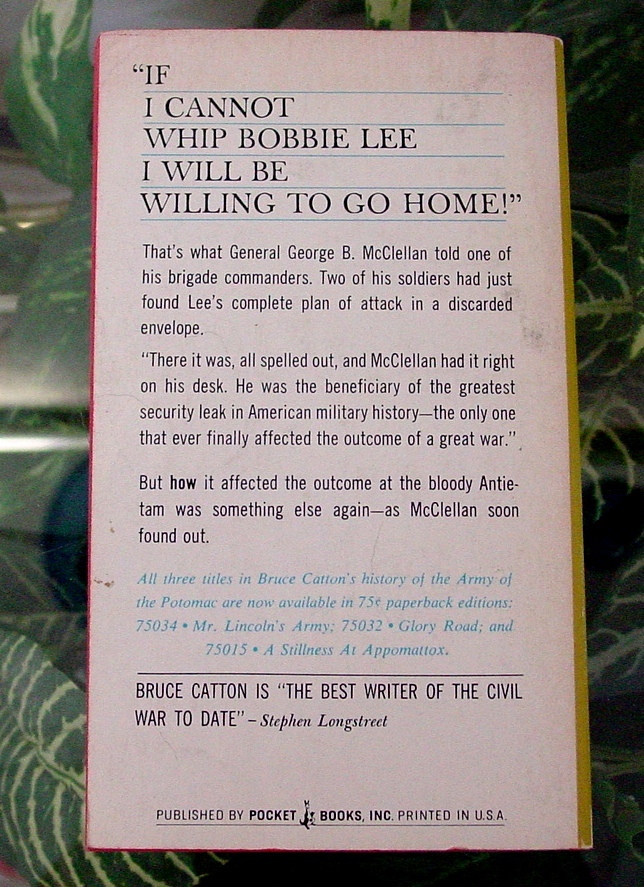 “IF
I CANNOT
WHIP BOBBIE LEE
I WILL BE
WILLING TO GO HOME!”
That’s what General George B. McClellan told one of
his brigade commanders. Two of his soldiers had just
found Lee’s complete plan of attack in a discarded
envelope.
“There it was, all spelled out, and McClellan had it right
on his desk. He was the beneficiary of the greatest
security leak in American military history—the only one
that ever finally affected the outcome of a great war.”
But how it affected the outcome at the bloody Antie-
tam was something else again—as McClellan soon
found out.
All three titles in Bruce Catton’s history of the Army of
the Potomac are now available in 75¢ paperback editions:
75034 • Mr. Lincoln’s Army; 75032 • Glory Road; and
75015 • A Stillness At Appomattox.
BRUCE CATTON IS “THE BEST WRITER OF THE CIVIL
WAR TO DATE” – Stephen Longstreet
PUBLISHED BY POCKET BOOKS, INC. PRINTED IN U.S.A.